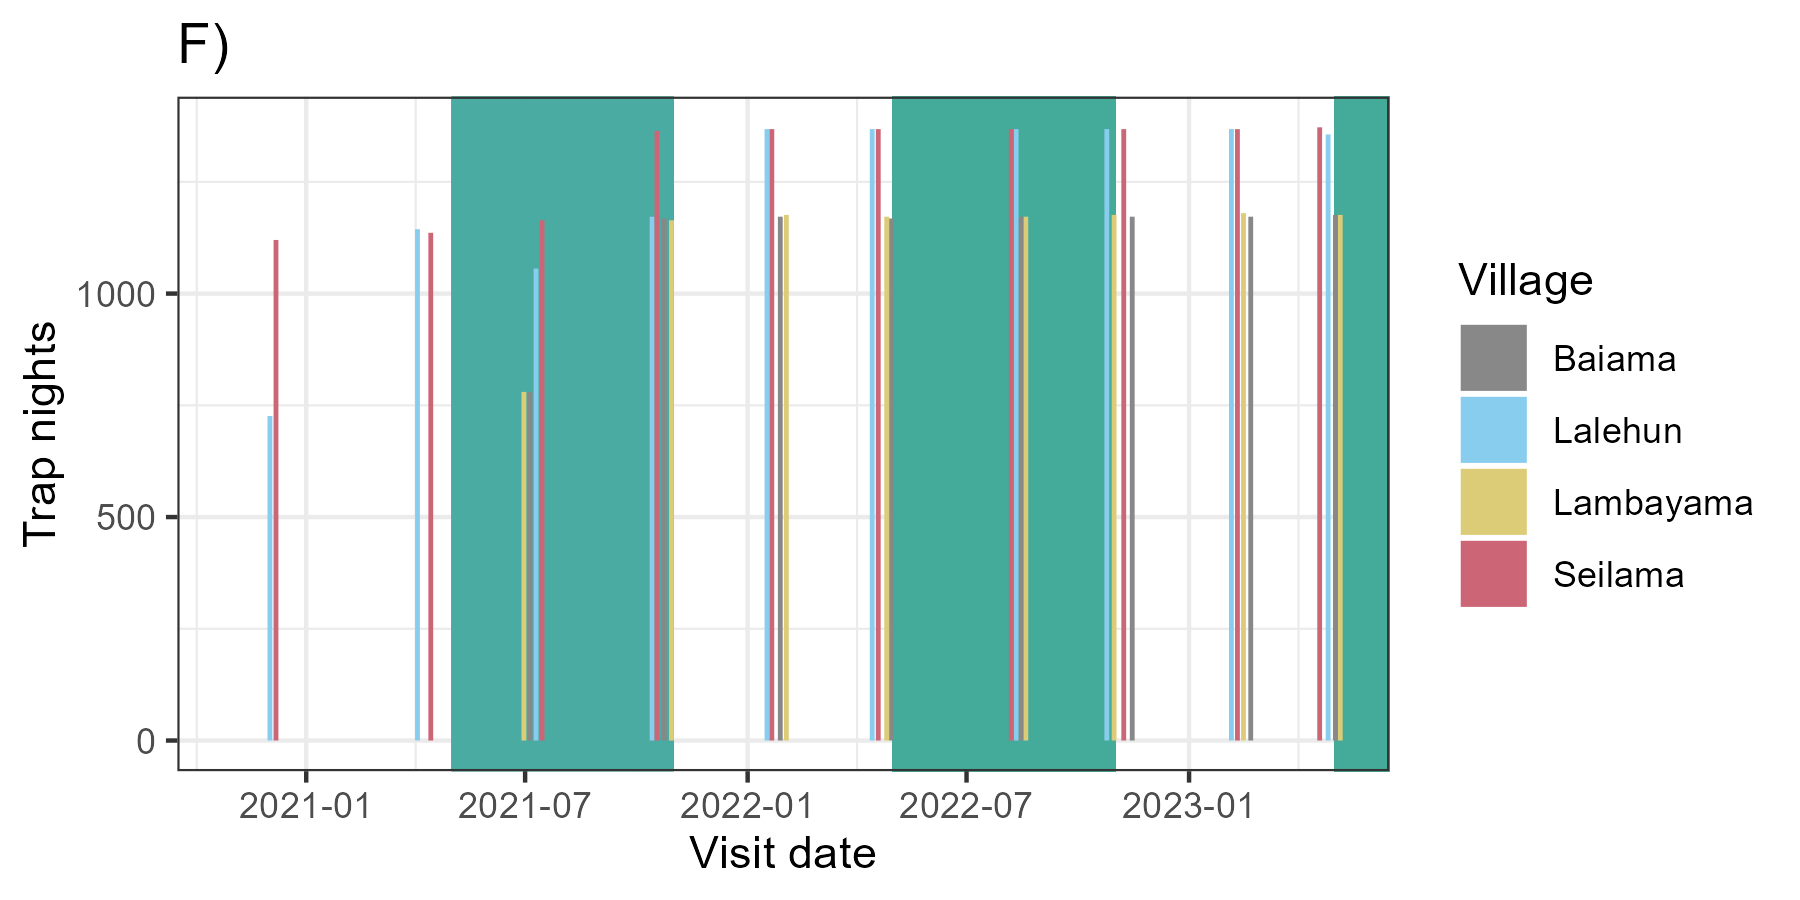 F)
Trap nights
1000
500
0
2021-01
2021-07
2022-01
2022-07
2023-01
Visit date
Village
Baiama
Lalehun
Lambayama
Seilama